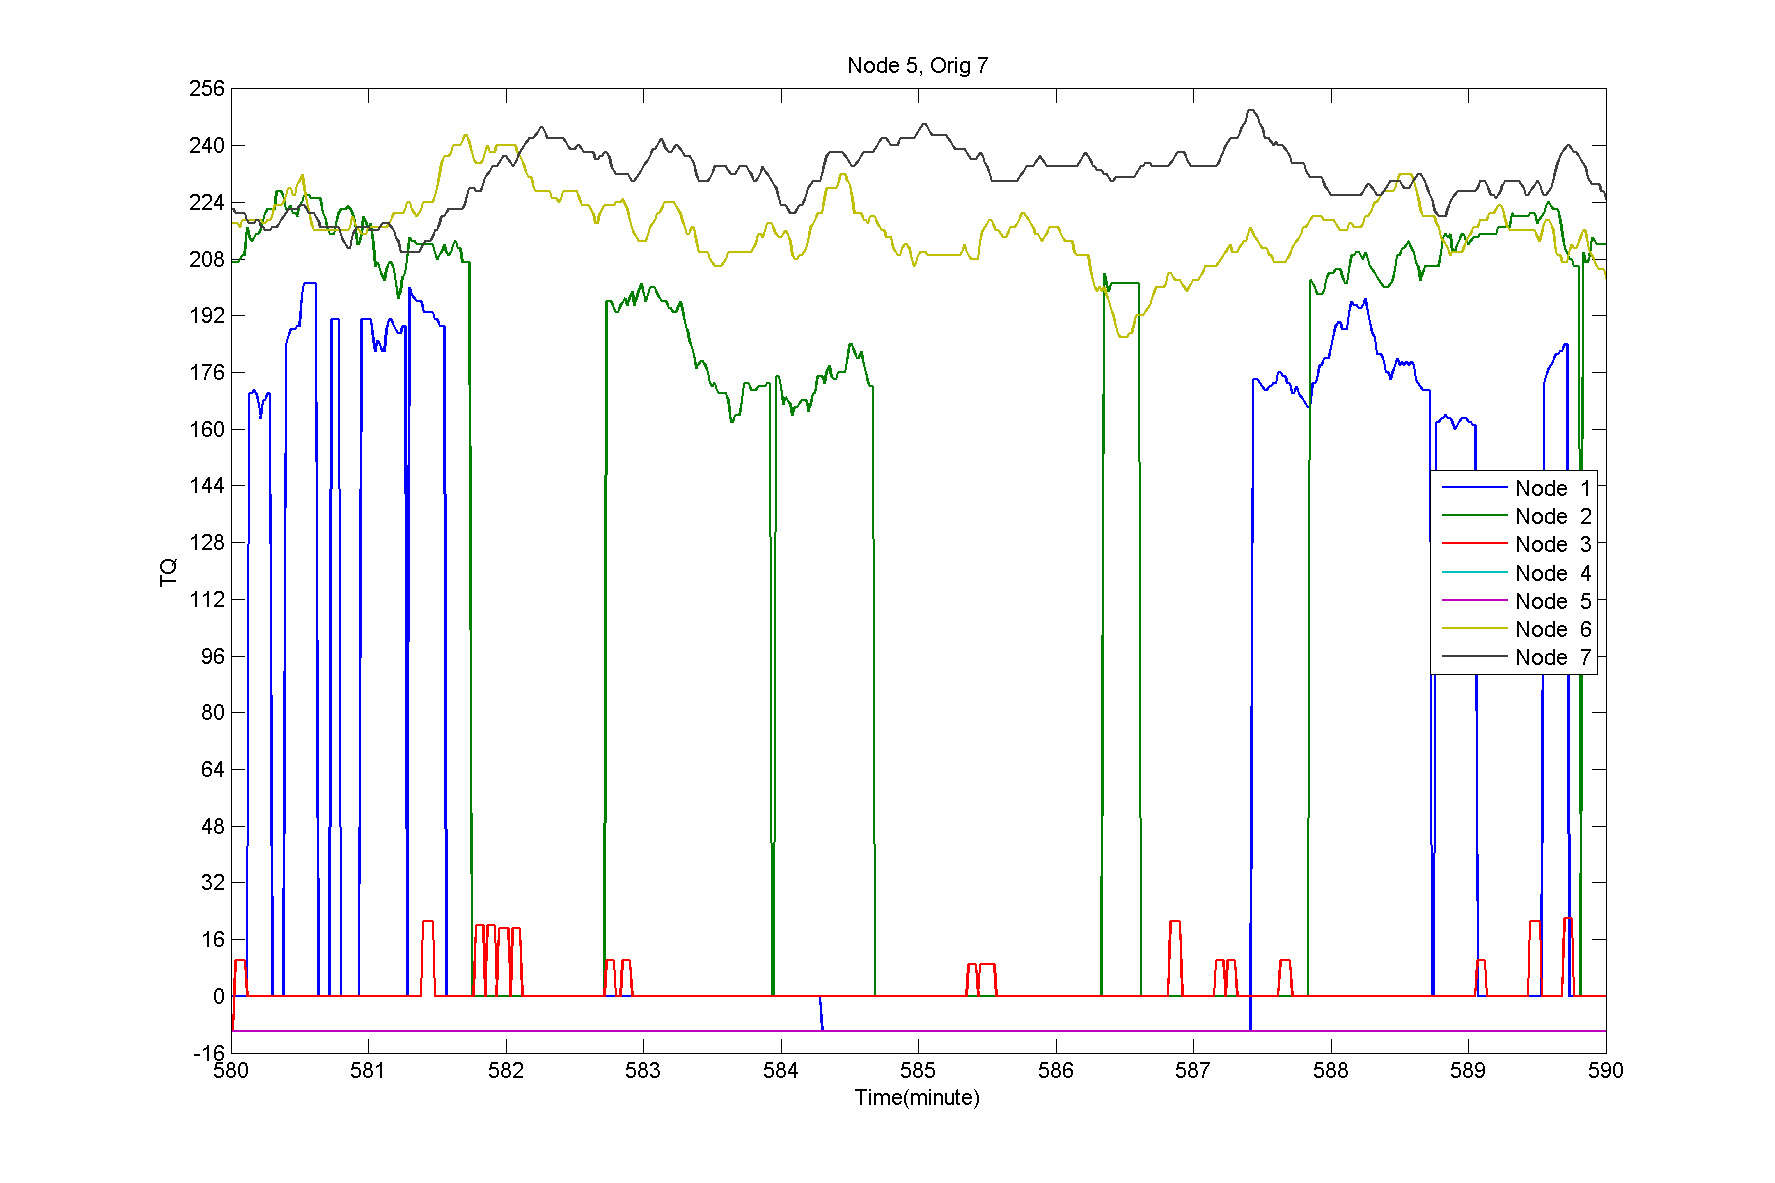 Node 5, Orig 7
256
240
224
208
192
176
160
144
128
112
96
80
64
48
32
16
0
-16
TQ
Node 1
Node 2
Node 3
Node 4
Node 5
Node 6
Node 7
580 581 582 583 584 585 586 587 588 589 590
Time(minute)